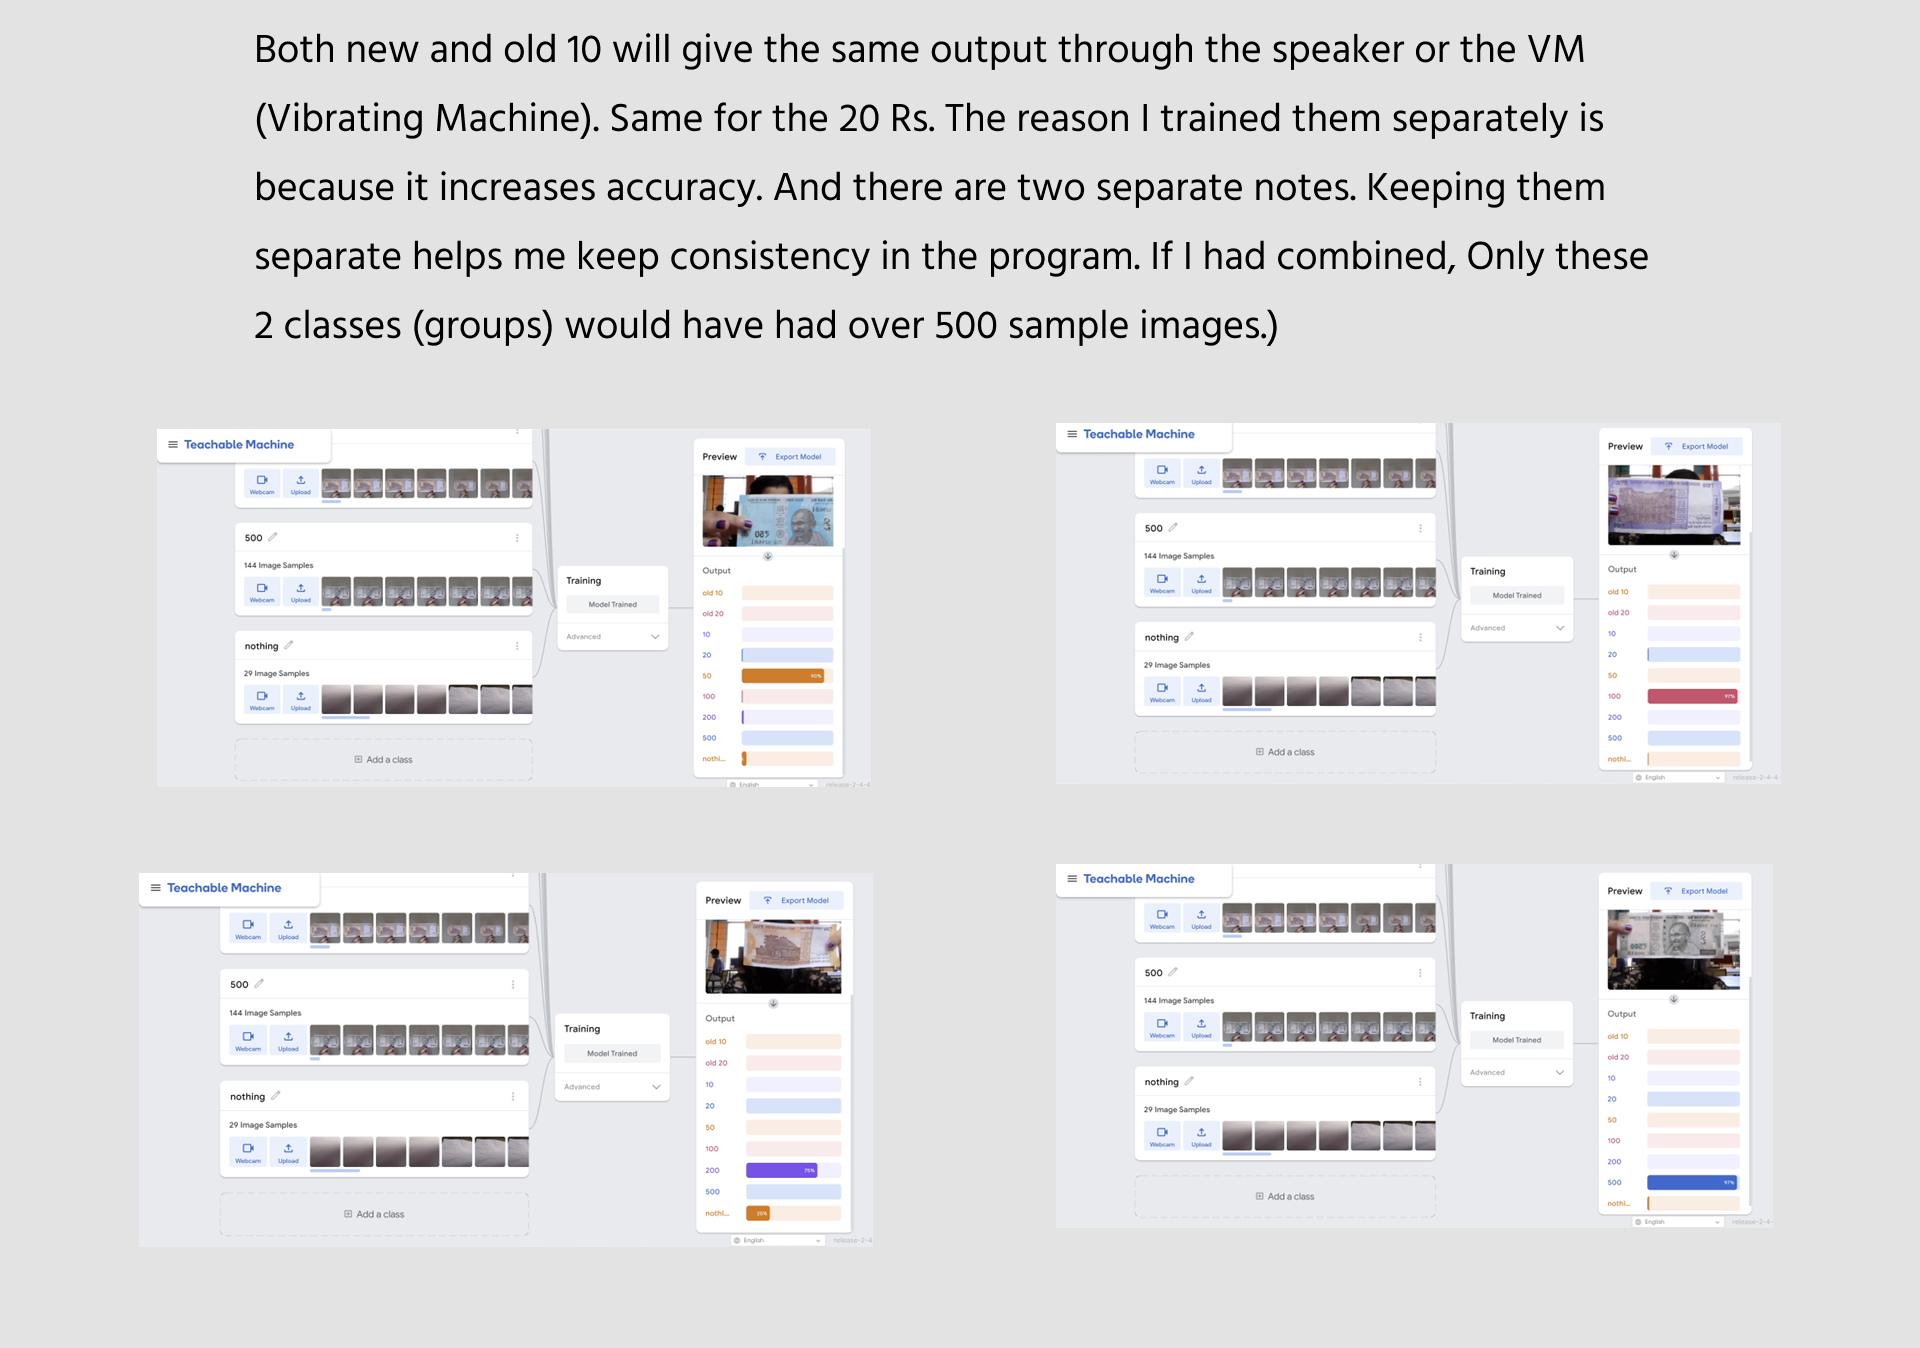 Both new and old 10 will give the same output through the speaker or the VM
(Vibrating Machine). Same for the 20 Rs. The reason I trained them separately is
because it increases accuracy. And there are two separate notes. Keeping them
separate helps me keep consistency in the program. If I had combined, Only these
2 classes (groups) would have had over 500 sample images.)
Teachable Machine
Webcam
Upload
500
144 Image Samples
Webcam
Upload
nothing
29 Image Samples
Webcam
Upload
Add a class
Training
Model Trained
Advanced
Preview
Export Model
Output
old 10
old 20
10
20
50
90%
100
200
500
nothi...
English
release-2-4-4
Teachable Machine
Webcam
Upload
500
144 Image Samples
Webcam
Upload
nothing
29 Image Samples
Webcam
Upload
Add a class
Training
Model Trained
Advanced
Preview
Export Model
Output
old 10
old 20
10
20
50
100
97%
200
500
nothi...
English
release-2-4-4
Teachable Machine
Webcam
Upload
500
144 Image Samples
Webcam
Upload
nothing
29 Image Samples
Webcam
Upload
Add a class
Training
Model Trained
Advanced
Preview
Export Model
Output
old 10
old 20
10
20
50
100
200
75%
500
nothi...
25%
English
release-2-4
Teachable Machine
Webcam
Upload
500
144 Image Samples
Webcam
Upload
nothing
29 Image Samples
Webcam
Upload
Add a class
Training
Model Trained
Advanced
Preview
Export Model
Output
old 10
old 20
10
20
50
100
200
500
97%
nothi...
English
release-2-4-